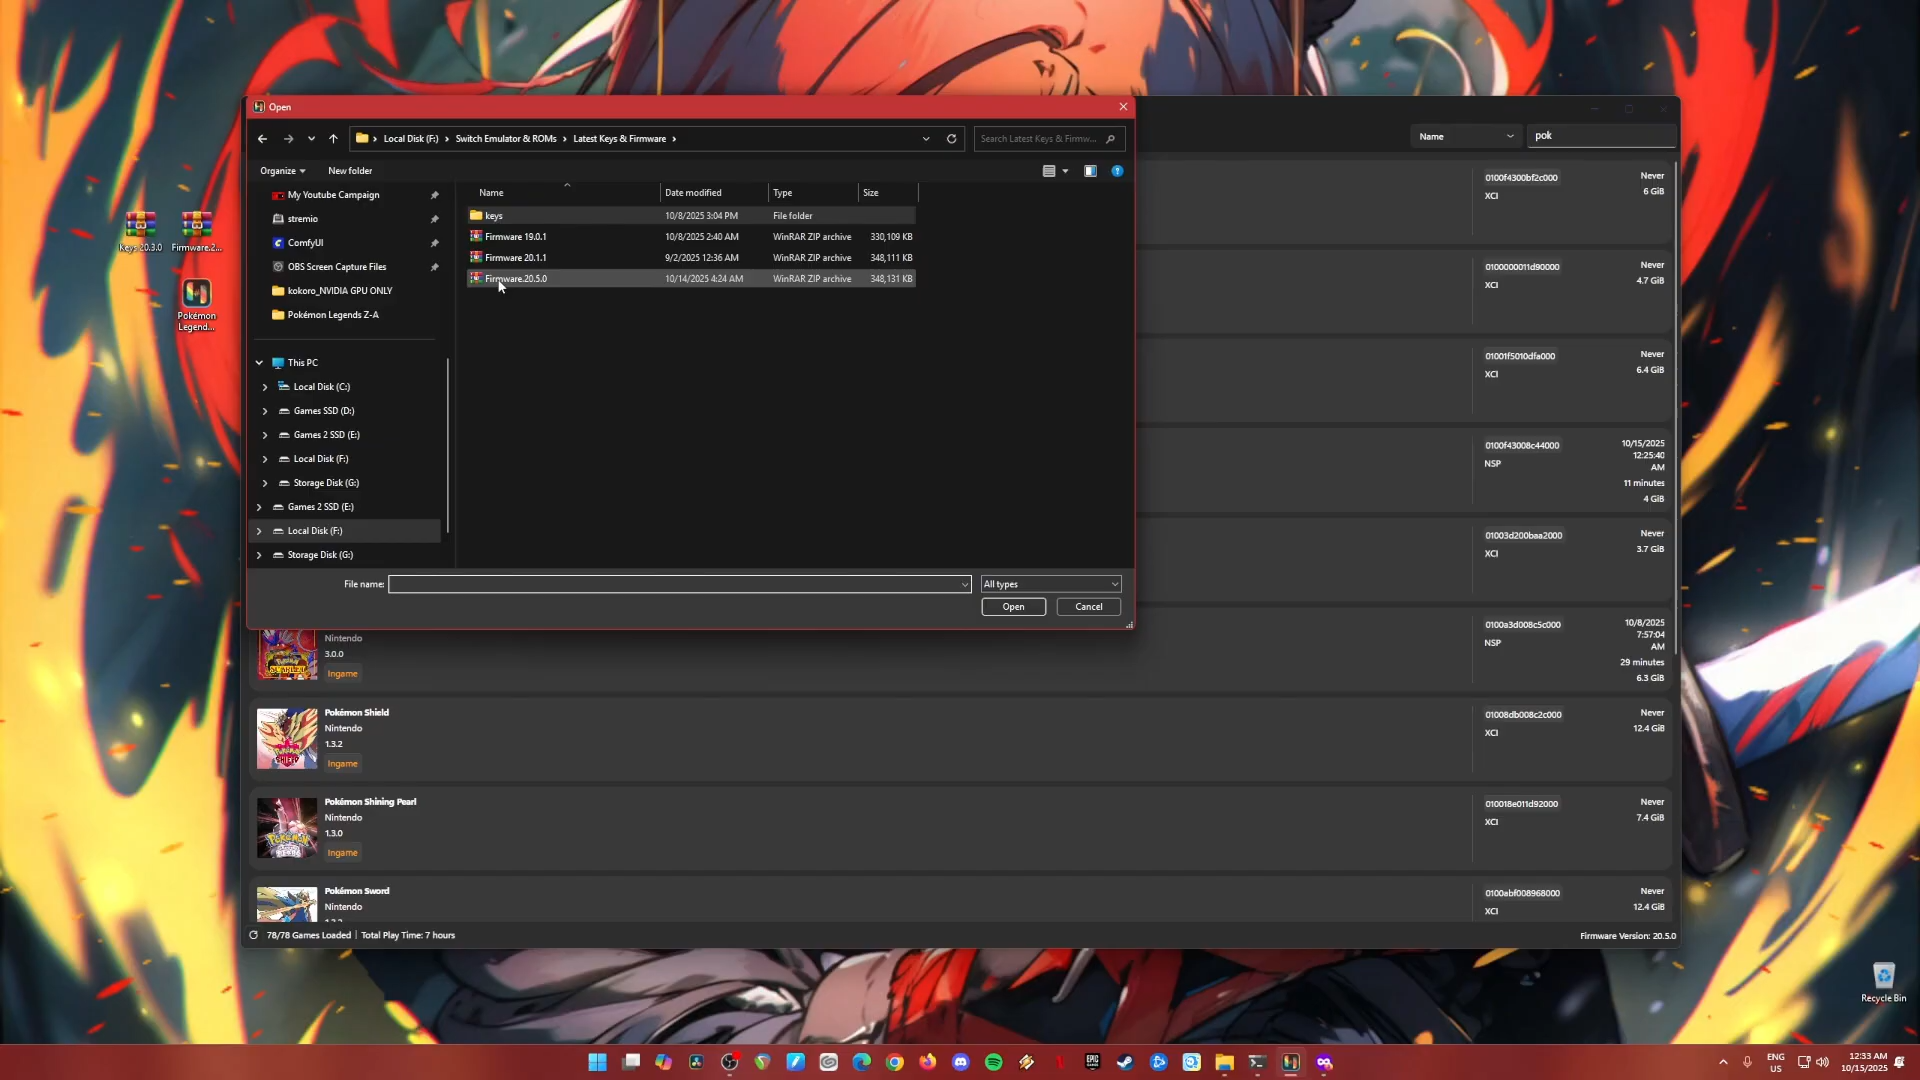 Open
Local Disk (F:) › Switch Emulator & ROMs › Latest Keys & Firmware ›
Search Latest Keys & Firmw...
Name
pok
Organize
New folder
My Youtube Campaign
stremio
ComfyUI
OBS Screen Capture Files
kokoro_NVIDIA GPU ONLY
Pokémon Legends Z-A
This PC
Local Disk (C:)
Games SSD (D:)
Games 2 SSD (E:)
Local Disk (F:)
Storage Disk (G:)
Games 2 SSD (E:)
Local Disk (F:)
Storage Disk (G:)
Name Date modified Type Size
keys 10/8/2025 3:04 PM File folder
Firmware 19.0.1 10/8/2025 2:40 AM WinRAR ZIP archive 330,109 KB
Firmware 20.1.1 9/2/2025 12:36 AM WinRAR ZIP archive 348,111 KB
Firmware.20.5.0 10/14/2025 4:24 AM WinRAR ZIP archive 348,131 KB
File name:
All types
Open
Cancel
Keys 20.3.0
Firmware.2...
Pokémon
Legend...
0100f4300bf2c000 Never
XCI 6 GiB
0100000011d90000 Never
XCI 4.7 GiB
01001f5010dfa000 Never
XCI 6.4 GiB
0100f43008c44000 10/15/2025
12:25:40
AM
NSP 11 minutes
4 GiB
01003d200baa2000 Never
XCI 3.7 GiB
Nintendo
3.0.0
Ingame
0100a3d008c5c000 10/8/2025
7:57:04
AM
NSP 29 minutes
6.3 GiB
Pokémon Shield
Nintendo
1.3.2
Ingame
01008db008c2c000 Never
XCI 12.4 GiB
Pokémon Shining Pearl
Nintendo
1.3.0
Ingame
010018e011d92000 Never
XCI 7.4 GiB
Pokémon Sword
Nintendo
0100abf008968000 Never
XCI 12.4 GiB
78/78 Games Loaded | Total Play Time: 7 hours
Firmware Version: 20.5.0
Recycle Bin
EPIC
ENG
US
12:33 AM
10/15/2025